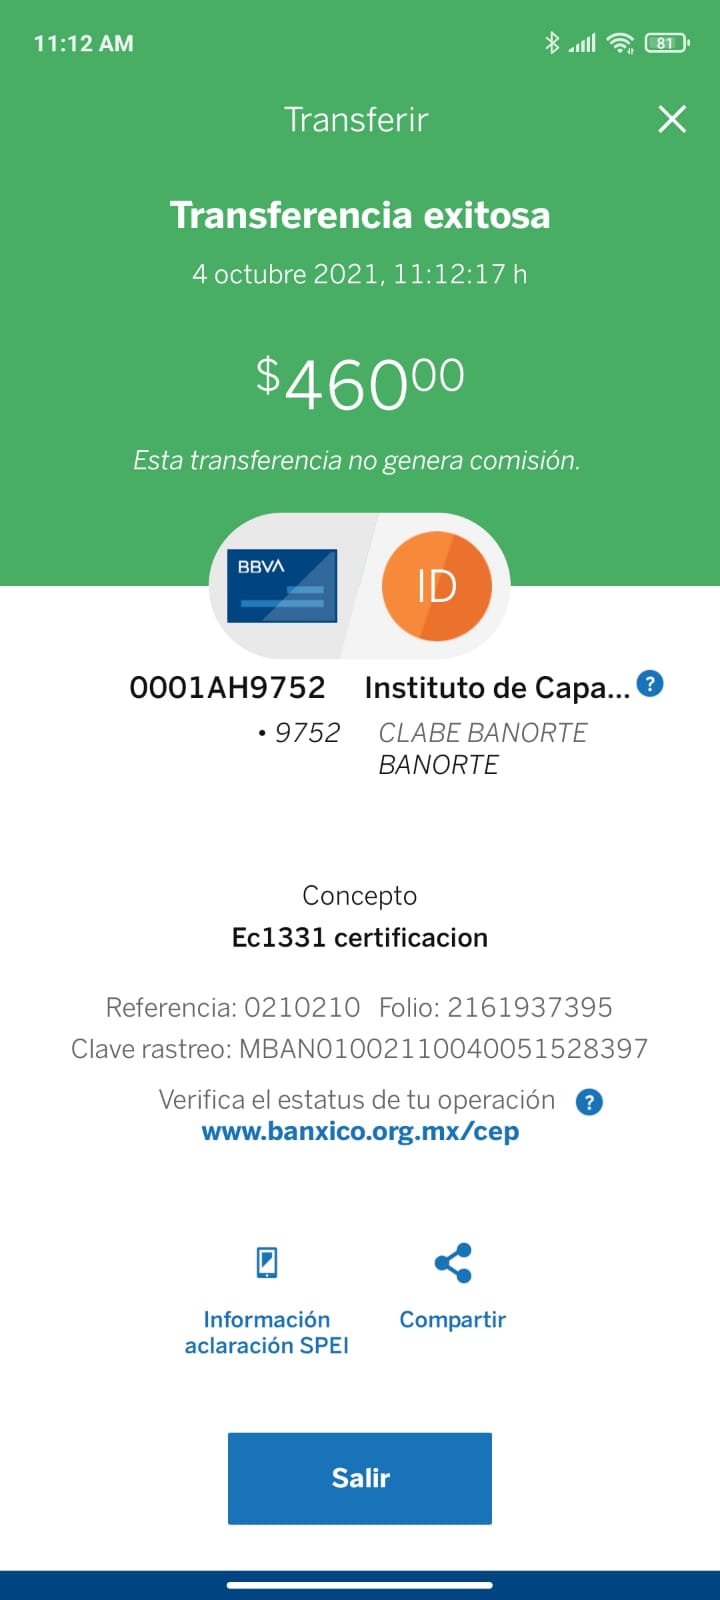 11:12 AM
81
Transferir
Transferencia exitosa
4 octubre 2021, 11:12:17 h
$46000
Esta transferencia no genera comisión.
BBVA
ID
0001AH9752 Instituto de Capa... ?
• 9752 CLABE BANORTE
BANORTE
Concepto
Ec1331 certificacion
Referencia: 0210210 Folio: 2161937395
Clave rastreo: MBAN01002110040051528397
Verifica el estatus de tu operación ?
www.banxico.org.mx/cep
Información
aclaración SPEI
Compartir
Salir